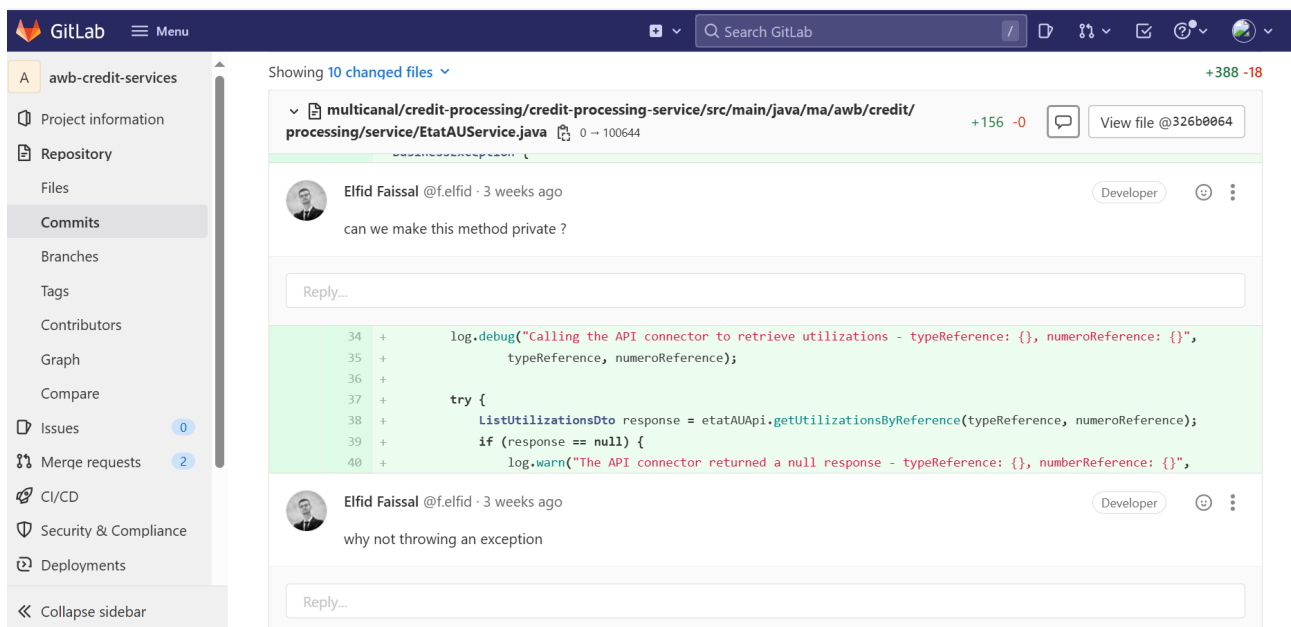 GitLab
Menu
Search GitLab
/
A awb-credit-services
Project information
Repository
Files
Commits
Branches
Tags
Contributors
Graph
Compare
Issues 0
Merge requests 2
CI/CD
Security & Compliance
Deployments
Collapse sidebar
Showing 10 changed files
+388 -18
multicanal/credit-processing/credit-processing-service/src/main/java/ma/awb/credit/
processing/service/EtatAUService.java 0 → 100644
+156 -0
View file @326b0064
BusinessException {
Elfid Faissal @f.elfid · 3 weeks ago
Developer
can we make this method private ?
Reply...
34 + log.debug("Calling the API connector to retrieve utilizations - typeReference: {}, numeroReference: {}",
35 + typeReference, numeroReference);
36 +
37 + try {
38 + ListUtilizationsDto response = etatAUApi.getUtilizationsByReference(typeReference, numeroReference);
39 + if (response == null) {
40 + log.warn("The API connector returned a null response - typeReference: {}, numberReference: {}",
Elfid Faissal @f.elfid · 3 weeks ago
Developer
why not throwing an exception
Reply...